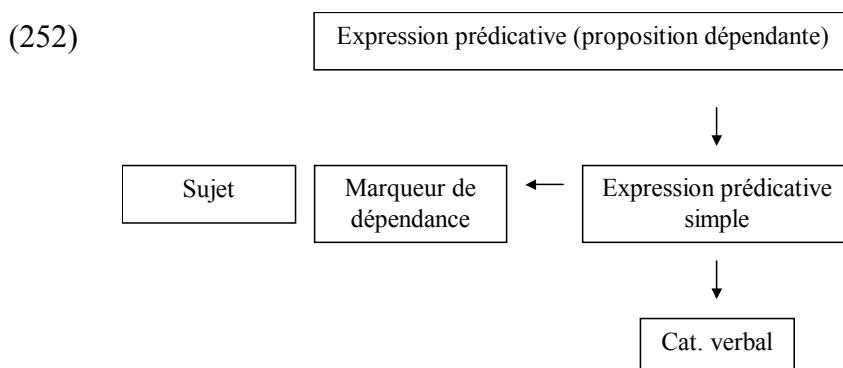 (252)
Expression prédicative (proposition dépendante)
Sujet
Marqueur de
dépendance
Expression prédicative
simple
Cat. verbal